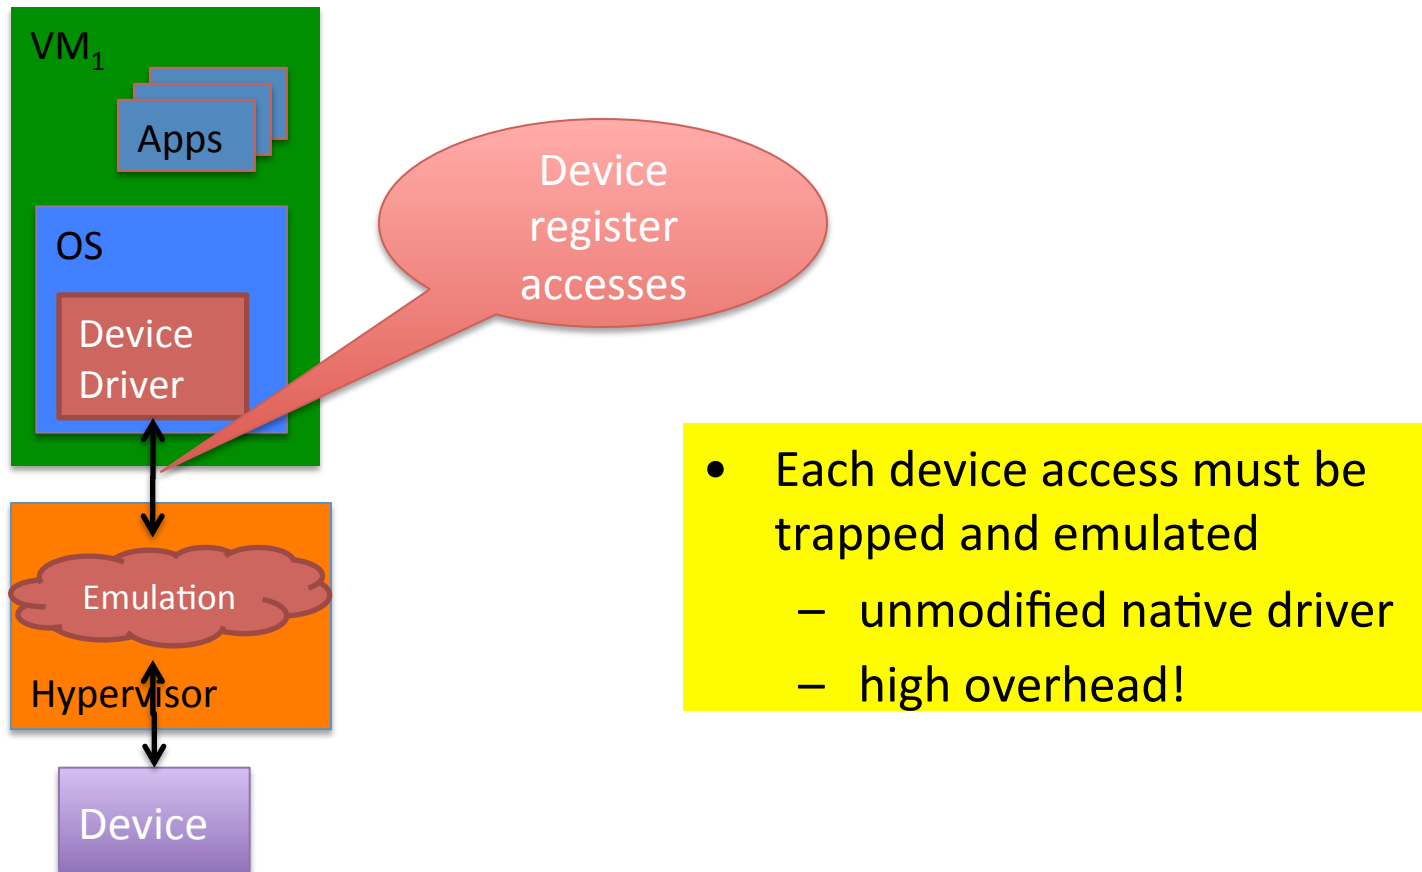 VM1
Apps
OS
Device
Driver
Device
register
accesses
Emulation
Hypervisor
Device
• Each device access must be
trapped and emulated
– unmodified native driver
– high overhead!